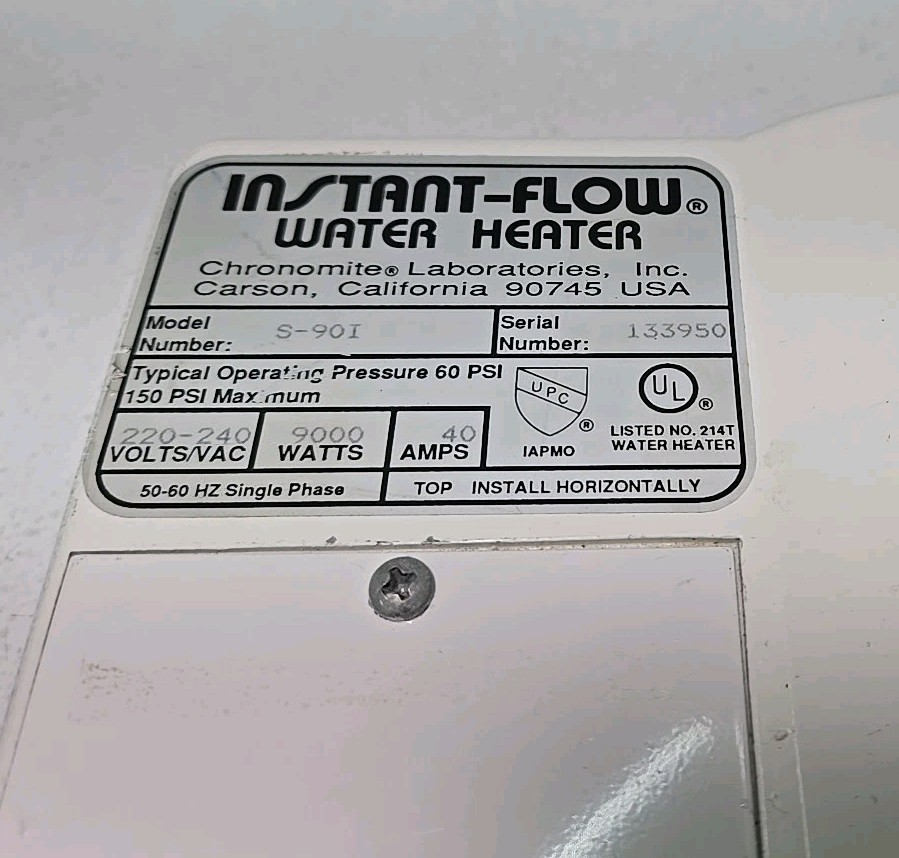 INSTANT-FLOW®
WATER HEATER
Chronomite® Laboratories, Inc.
Carson, California 90745 USA
Model Number: S-90I
Serial Number: 133950
Typical Operating Pressure 60 PSI
150 PSI Maximum
UPC ®
IAPMO
UL ®
LISTED NO. 214T
WATER HEATER
220-240 VOLTS/VAC
9000 WATTS
40 AMPS
50-60 HZ Single Phase
TOP INSTALL HORIZONTALLY